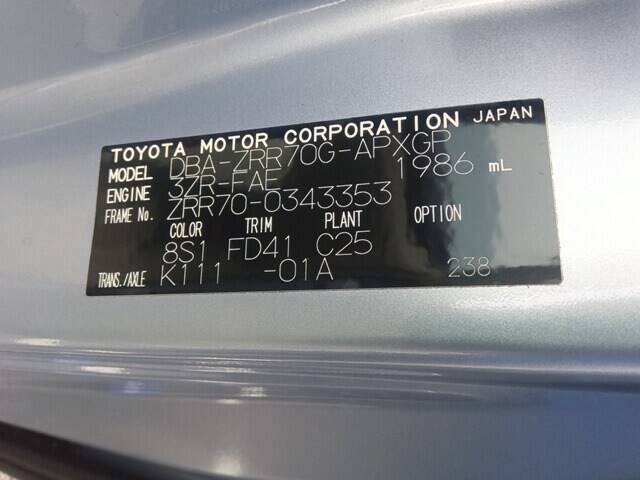 TOYOTA MOTOR CORPORATION JAPAN
MODEL DBA-ZRR70G-APXGP
ENGINE 3ZR-FAE 1986 mL
FRAME No. ZRR70-0343353
COLOR TRIM PLANT OPTION
8S1 FD41 C25
TRANS./AXLE K111 -01A 238